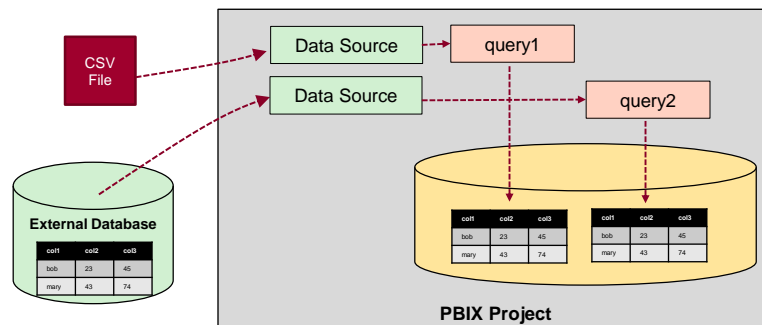 CSV
File
Data Source
query1
Data Source
query2
External Database
col1 col2 col3
bob 23 45
mary 43 74
col1 col2 col3
bob 23 45
mary 43 74
col1 col2 col3
bob 23 45
mary 43 74
PBIX Project